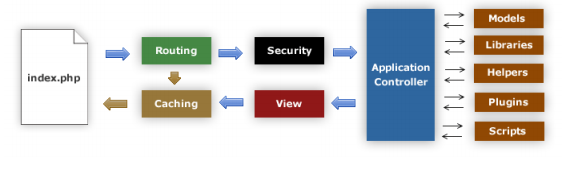 index.php
Routing
Security
Caching
View
Application
Controller
Models
Libraries
Helpers
Plugins
Scripts